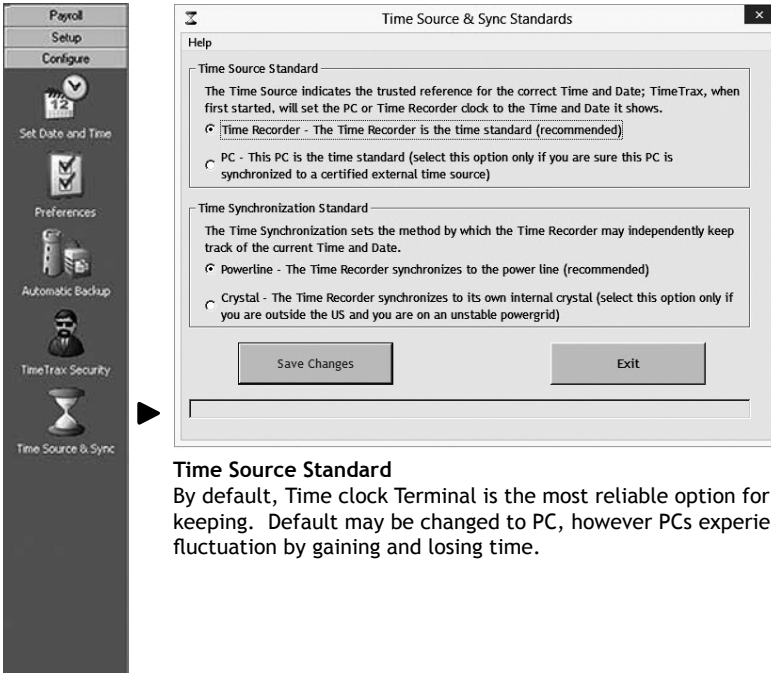 Payroll
Setup
Configure
12
Set Date and Time
Preferences
Automatic Backup
TimeTrax Security
Time Source & Sync
Time Source & Sync Standards
Help
Time Source Standard
The Time Source indicates the trusted reference for the correct Time and Date; TimeTrax, when
first started, will set the PC or Time Recorder clock to the Time and Date it shows.
Time Recorder - The Time Recorder is the time standard (recommended)
PC - This PC is the time standard (select this option only if you are sure this PC is
synchronized to a certified external time source)
Time Synchronization Standard
The Time Synchronization sets the method by which the Time Recorder may independently keep
track of the current Time and Date.
Powerline - The Time Recorder synchronizes to the power line (recommended)
Crystal - The Time Recorder synchronizes to its own internal crystal (select this option only if
you are outside the US and you are on an unstable powergrid)
Save Changes
Exit
Time Source Standard
By default, Time clock Terminal is the most reliable option for
keeping. Default may be changed to PC, however PCs experie
fluctuation by gaining and losing time.